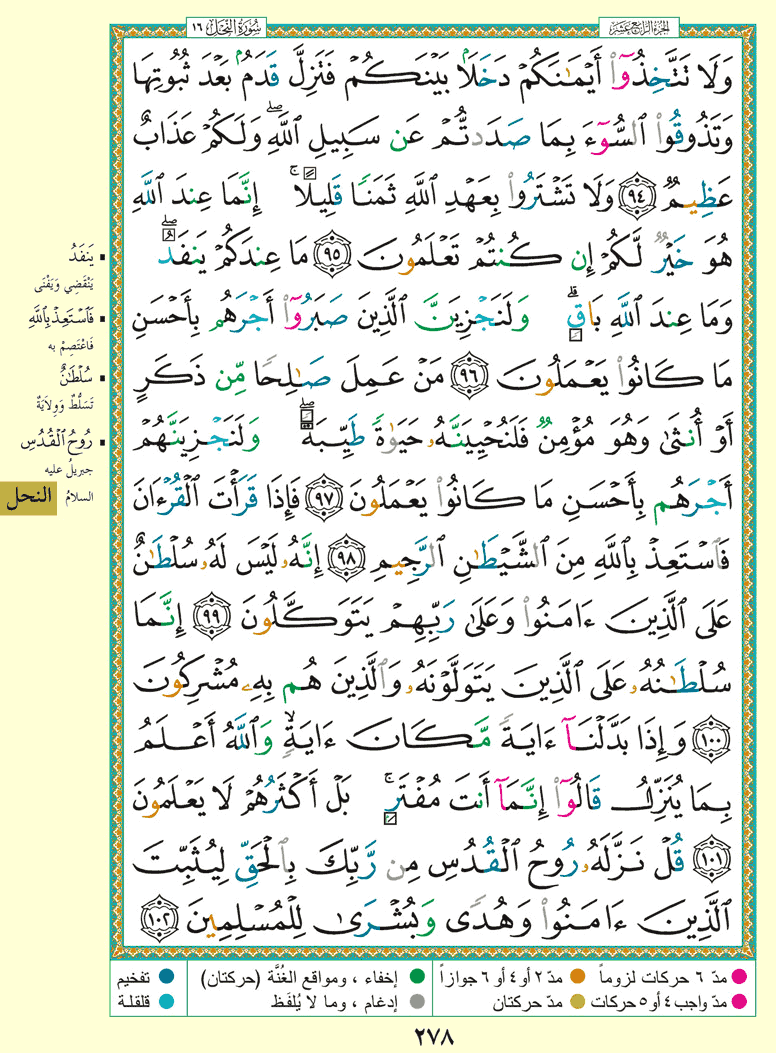 الجزء الرابع عشر
سورة النحل ١٦
وَلَا تَتَّخِذُوٓا۟ أَيْمَـٰنَكُمْ دَخَلًۢا بَيْنَكُمْ فَتَزِلَّ قَدَمٌۢ بَعْدَ ثُبُوتِهَا
وَتَذُوقُوا۟ ٱلسُّوٓءَ بِمَا صَدَدتُّمْ عَن سَبِيلِ ٱللَّهِ ۖ وَلَكُمْ عَذَابٌ
عَظِيمٌ ﴿٩٤﴾ وَلَا تَشْتَرُوا۟ بِعَهْدِ ٱللَّهِ ثَمَنًا قَلِيلًا ۚ إِنَّمَا عِندَ ٱللَّهِ
هُوَ خَيْرٌ لَّكُمْ إِن كُنتُمْ تَعْلَمُونَ ﴿٩٥﴾ مَا عِندَكُمْ يَنفَدُ ۖ
وَمَا عِندَ ٱللَّهِ بَاقٍ ۗ وَلَنَجْزِيَنَّ ٱلَّذِينَ صَبَرُوٓا۟ أَجْرَهُم بِأَحْسَنِ
مَا كَانُوا۟ يَعْمَلُونَ ﴿٩٦﴾ مَنْ عَمِلَ صَـٰلِحًا مِّن ذَكَرٍ
أَوْ أُنثَىٰ وَهُوَ مُؤْمِنٌ فَلَنُحْيِيَنَّهُۥ حَيَوٰةً طَيِّبَةً ۖ وَلَنَجْزِيَنَّهُمْ
أَجْرَهُم بِأَحْسَنِ مَا كَانُوا۟ يَعْمَلُونَ ﴿٩٧﴾ فَإِذَا قَرَأْتَ ٱلْقُرْءَانَ
فَٱسْتَعِذْ بِٱللَّهِ مِنَ ٱلشَّيْطَـٰنِ ٱلرَّجِيمِ ﴿٩٨﴾ إِنَّهُۥ لَيْسَ لَهُۥ سُلْطَـٰنٌ
عَلَى ٱلَّذِينَ ءَامَنُوا۟ وَعَلَىٰ رَبِّهِمْ يَتَوَكَّلُونَ ﴿٩٩﴾ إِنَّمَا
سُلْطَـٰنُهُۥ عَلَى ٱلَّذِينَ يَتَوَلَّوْنَهُۥ وَٱلَّذِينَ هُم بِهِۦ مُشْرِكُونَ
﴿١٠٠﴾ وَإِذَا بَدَّلْنَآ ءَايَةً مَّكَانَ ءَايَةٍ ۙ وَٱللَّهُ أَعْلَمُ
بِمَا يُنَزِّلُ قَالُوٓا۟ إِنَّمَآ أَنتَ مُفْتَرٍۭ ۚ بَلْ أَكْثَرُهُمْ لَا يَعْلَمُونَ
﴿١٠١﴾ قُلْ نَزَّلَهُۥ رُوحُ ٱلْقُدُسِ مِن رَّبِّكَ بِٱلْحَقِّ لِيُثَبِّتَ
ٱلَّذِينَ ءَامَنُوا۟ وَهُدًى وَبُشْرَىٰ لِلْمُسْلِمِينَ ﴿١٠٢﴾
▪ يَنفَدُ
يَنْقَضِي وَيَفْنَى
▪ فَٱسْتَعِذْ بِٱللَّهِ
فَاعْتَصِمْ به
▪ سُلْطَـٰنٌ
تَسَلُّطٌ وَوِلَايَةٌ
▪ رُوحُ ٱلْقُدُسِ
جبريلُ عليه
السلامُ
النحل
مدّ ٦ حركات لزوماً
مدّ ٢ أو ٤ أو ٦ جوازاً
إخفاء ، ومواقع الغُنَّة (حركتان)
تفخيم
مدّ واجب ٤ أو ٥ حركات
مدّ حركتان
إدغام ، وما لا يُلفَظ
قلقلة
٢٧٨